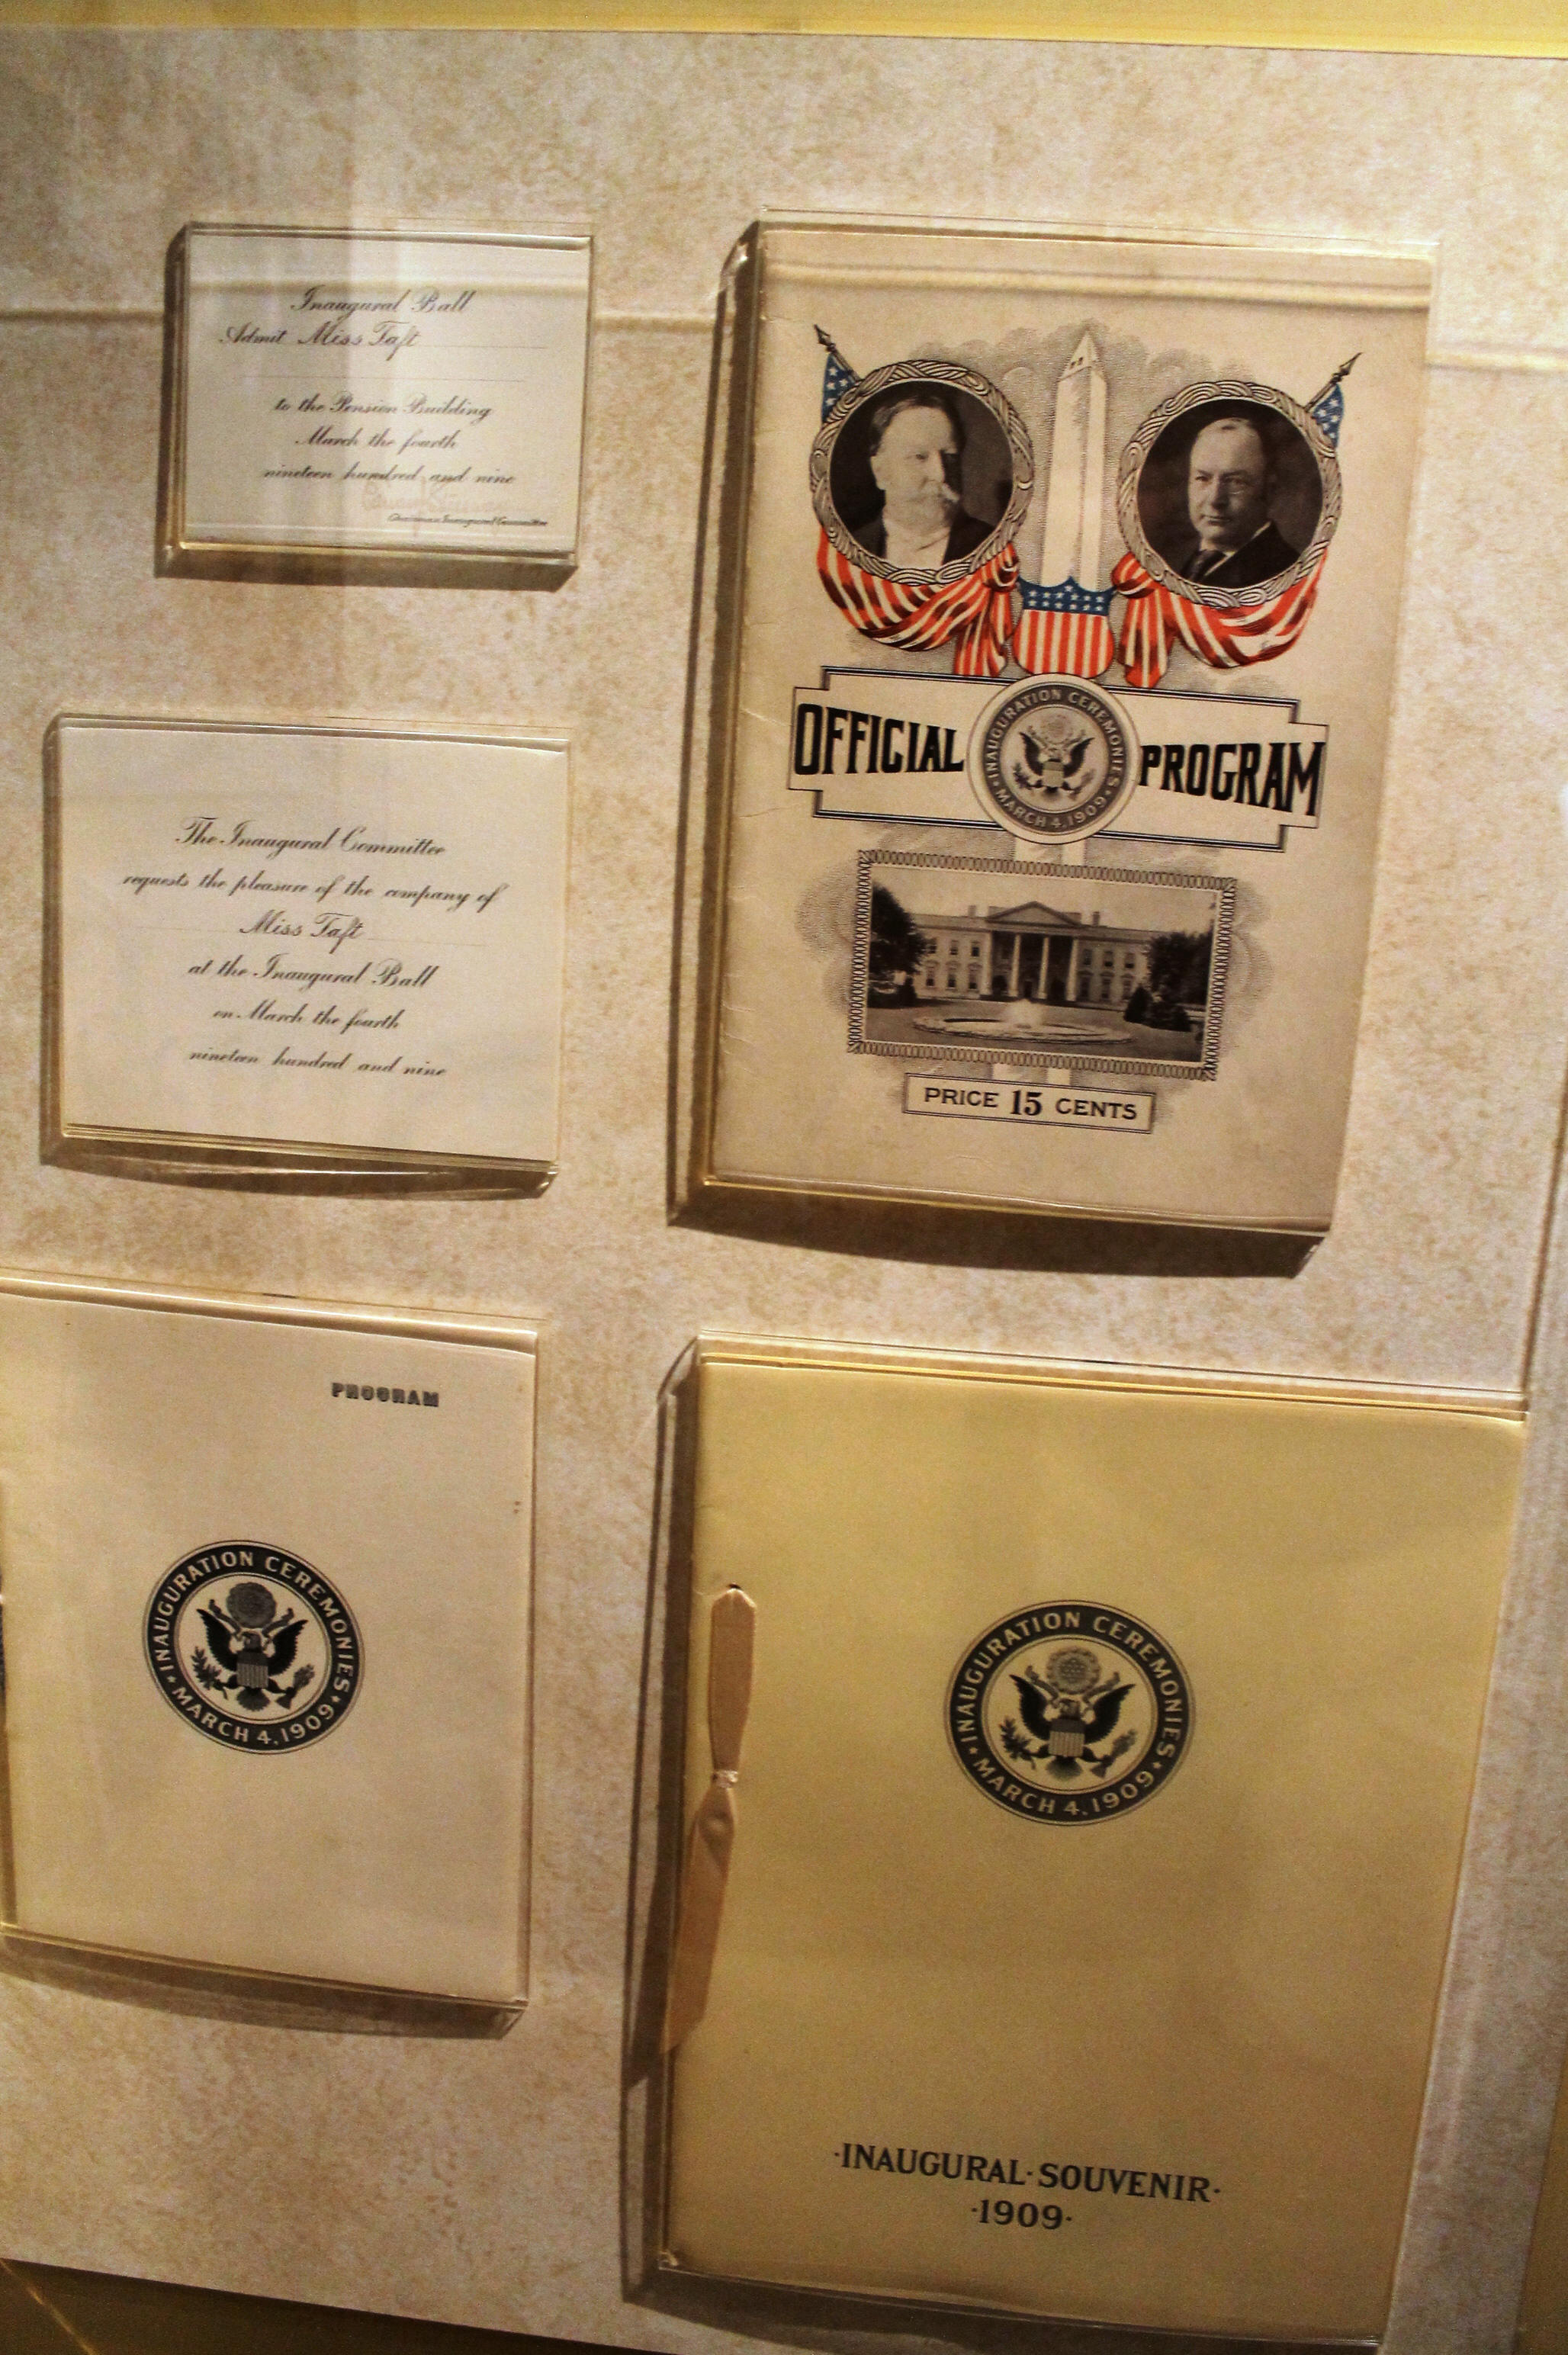 Inaugural Ball
Admit Miss Taft
to the Pension Building
March the fourth
nineteen hundred and nine
Chairman Inaugural Committee
The Inaugural Committee
requests the pleasure of the company of
Miss Taft
at the Inaugural Ball
on March the fourth
nineteen hundred and nine
OFFICIAL PROGRAM
INAUGURATION CEREMONIES
MARCH 4, 1909
PRICE 15 CENTS
PROGRAM
INAUGURATION CEREMONIES
MARCH 4, 1909
INAUGURATION CEREMONIES
MARCH 4, 1909
·INAUGURAL·SOUVENIR·
·1909·